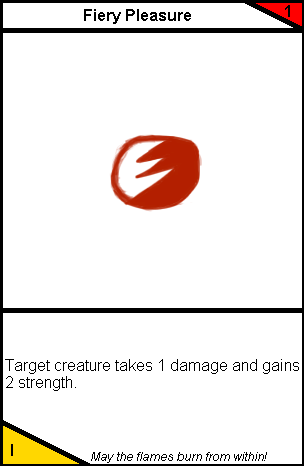 Fiery Pleasure
1
Target creature takes 1 damage and gains
2 strength.
I
May the flames burn from within!